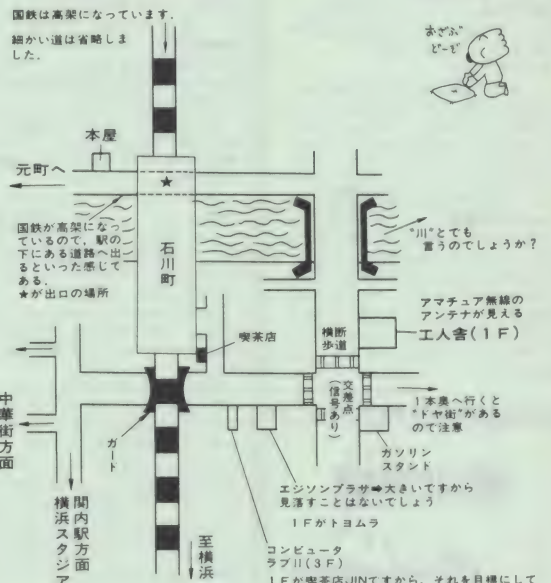 国鉄は高架になっています.
細かい道は省略しま
した.
おざぶ
どーぞ
本屋
元町へ
★
国鉄が高架になっ
ているので,駅の
下にある道路へ出
るといった感じで
ある.
★が出口の場所
石川町
"川"とでも
言うのでしょうか?
アマチュア無線の
アンテナが見える
工人舎(1F)
喫茶店
横断
歩道
交差点
(信号あり)
1本奥へ行くと
"ドヤ街"がある
ので注意
ガソリン
スタンド
中華街方面
ガード
関内駅方面
横浜スタジア
至横浜
エジソンプラザ➡大きいですから
見落すことはないでしょう
1Fがトヨムラ
コンピュータ
ラブII(3F)
1Fが喫茶店JINですから,それを目標にして